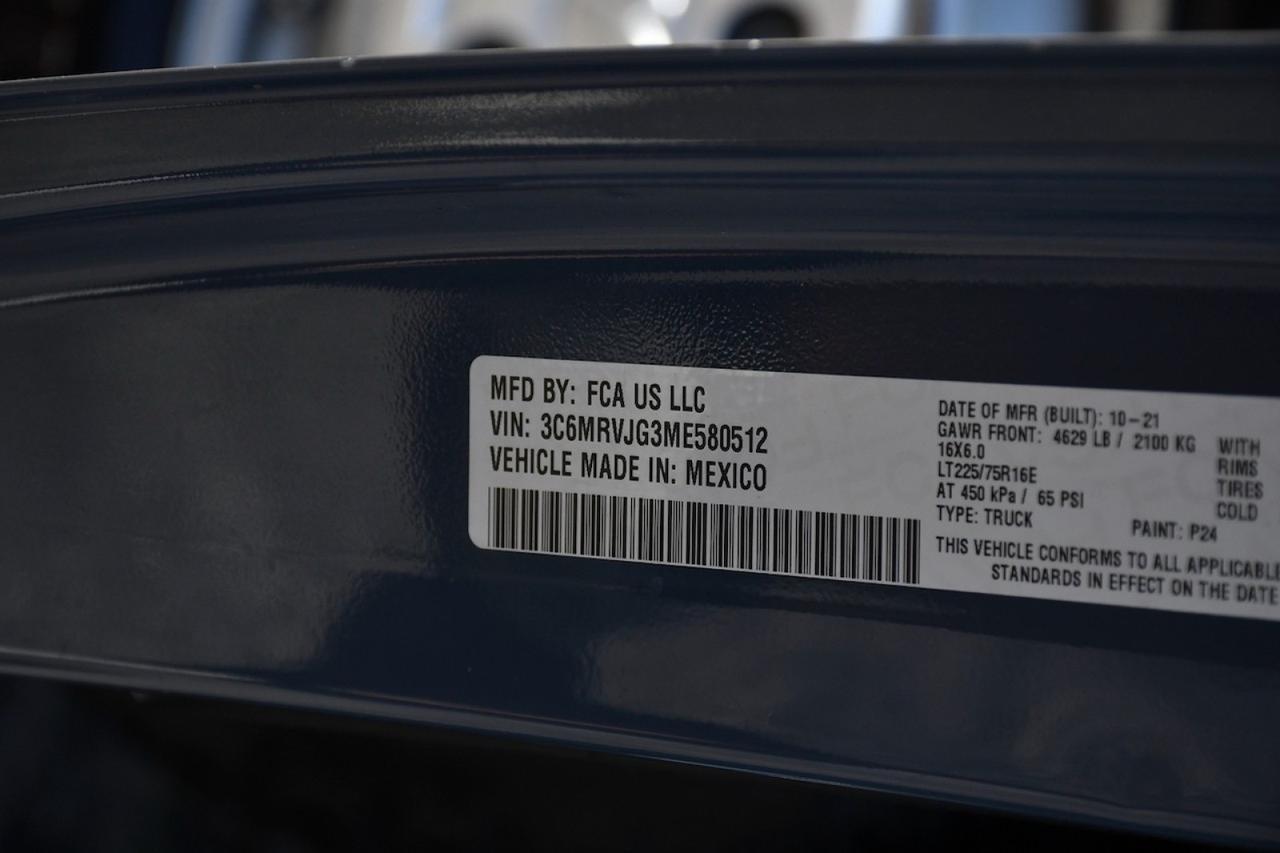 MFD BY: FCA US LLC
VIN: 3C6MRVJG3ME580512
VEHICLE MADE IN: MEXICO
DATE OF MFR (BUILT): 10-21
GAWR FRONT: 4629 LB / 2100 KG WITH
16X6.0 RIMS
LT225/75R16E TIRES
AT 450 kPa / 65 PSI COLD
TYPE: TRUCK PAINT: P24
THIS VEHICLE CONFORMS TO ALL APPLICABL
STANDARDS IN EFFECT ON THE DATE